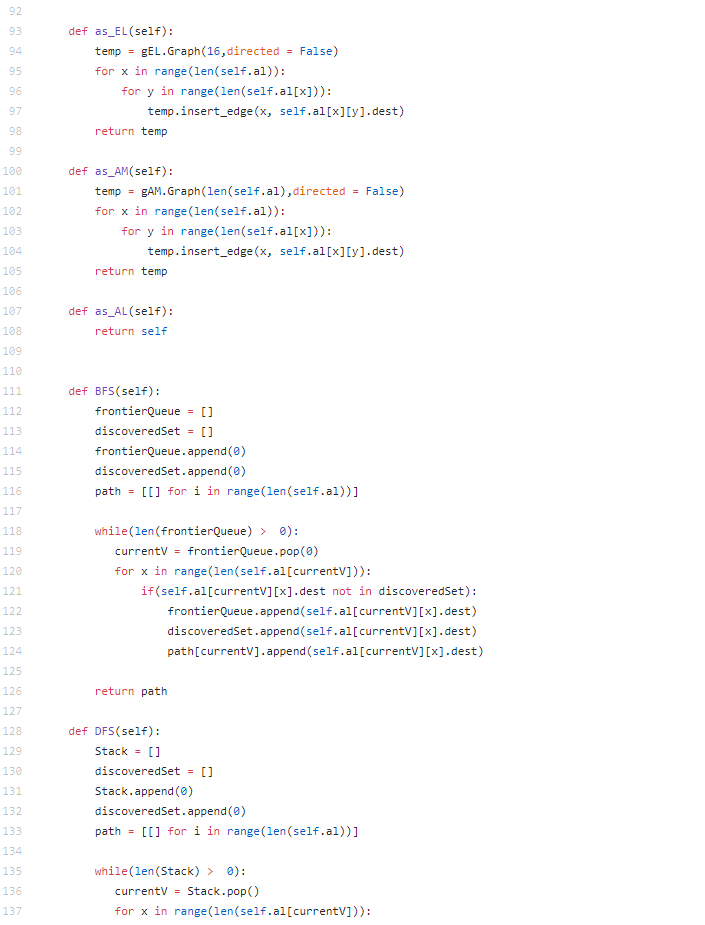 92
93 def as_EL(self):
94 temp = gEL.Graph(16,directed = False)
95 for x in range(len(self.al)):
96 for y in range(len(self.al[x])):
97 temp.insert_edge(x, self.al[x][y].dest)
98 return temp
99
100 def as_AM(self):
101 temp = gAM.Graph(len(self.al),directed = False)
102 for x in range(len(self.al)):
103 for y in range(len(self.al[x])):
104 temp.insert_edge(x, self.al[x][y].dest)
105 return temp
106
107 def as_AL(self):
108 return self
109
110
111 def BFS(self):
112 frontierQueue = []
113 discoveredSet = []
114 frontierQueue.append(0)
115 discoveredSet.append(0)
116 path = [[] for i in range(len(self.al))]
117
118 while(len(frontierQueue) >  0):
119 currentV = frontierQueue.pop(0)
120 for x in range(len(self.al[currentV])):
121 if(self.al[currentV][x].dest not in discoveredSet):
122 frontierQueue.append(self.al[currentV][x].dest)
123 discoveredSet.append(self.al[currentV][x].dest)
124 path[currentV].append(self.al[currentV][x].dest)
125
126 return path
127
128 def DFS(self):
129 Stack = []
130 discoveredSet = []
131 Stack.append(0)
132 discoveredSet.append(0)
133 path = [[] for i in range(len(self.al))]
134
135 while(len(Stack) >  0):
136 currentV = Stack.pop()
137 for x in range(len(self.al[currentV])):